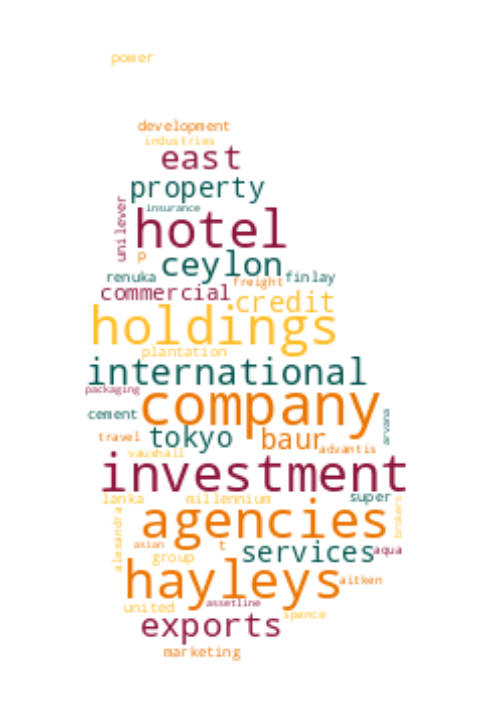 power
development
industries
east
property
insurance
unilever
hotel
p
ceylon
renuka
freight finlay
commercial
credit
holdings
plantation
international
packaging
company
cement
arvana
travel
tokyo
baur
advantis
vauxhall
investment
lanka
millennium
super
brokers
alexandra
agencies
asian
t
services
aqua
group
hayleys
aitken
united
assetline
spence
exports
marketing